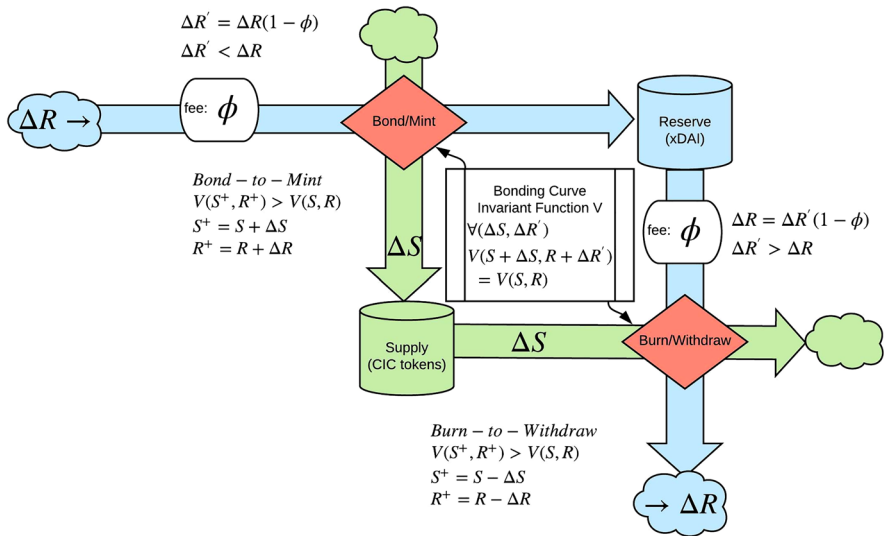 ΔR′ = ΔR(1 − ϕ)
ΔR′ < ΔR
ΔR →
fee: ϕ
Bond/Mint
Reserve
(xDAI)
Bond − to − Mint
V(S⁺, R⁺) > V(S, R)
S⁺ = S + ΔS
R⁺ = R + ΔR
ΔS
Bonding Curve
Invariant Function V
∀(ΔS, ΔR′)
V(S + ΔS, R + ΔR′)
= V(S, R)
fee: ϕ
ΔR = ΔR′(1 − ϕ)
ΔR′ > ΔR
Supply
(CIC tokens)
ΔS
Burn/Withdraw
Burn − to − Withdraw
V(S⁺, R⁺) > V(S, R)
S⁺ = S − ΔS
R⁺ = R − ΔR
→ ΔR